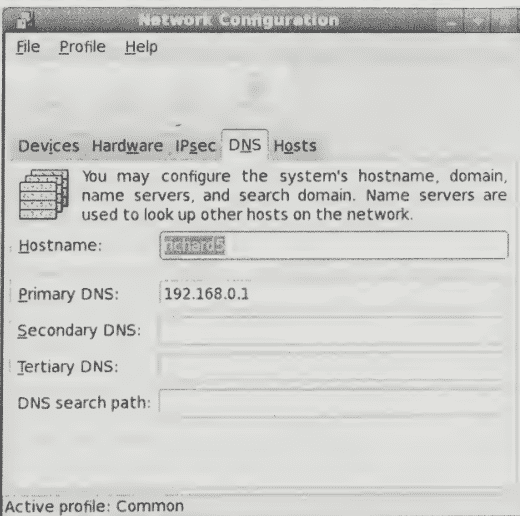 Network Configuration
File Profile Help
Devices Hardware IPsec DNS Hosts
You may configure the system's hostname, domain,
name servers, and search domain. Name servers are
used to look up other hosts on the network.
Hostname: richard5
Primary DNS: 192.168.0.1
Secondary DNS:
Tertiary DNS:
DNS search path:
Active profile: Common